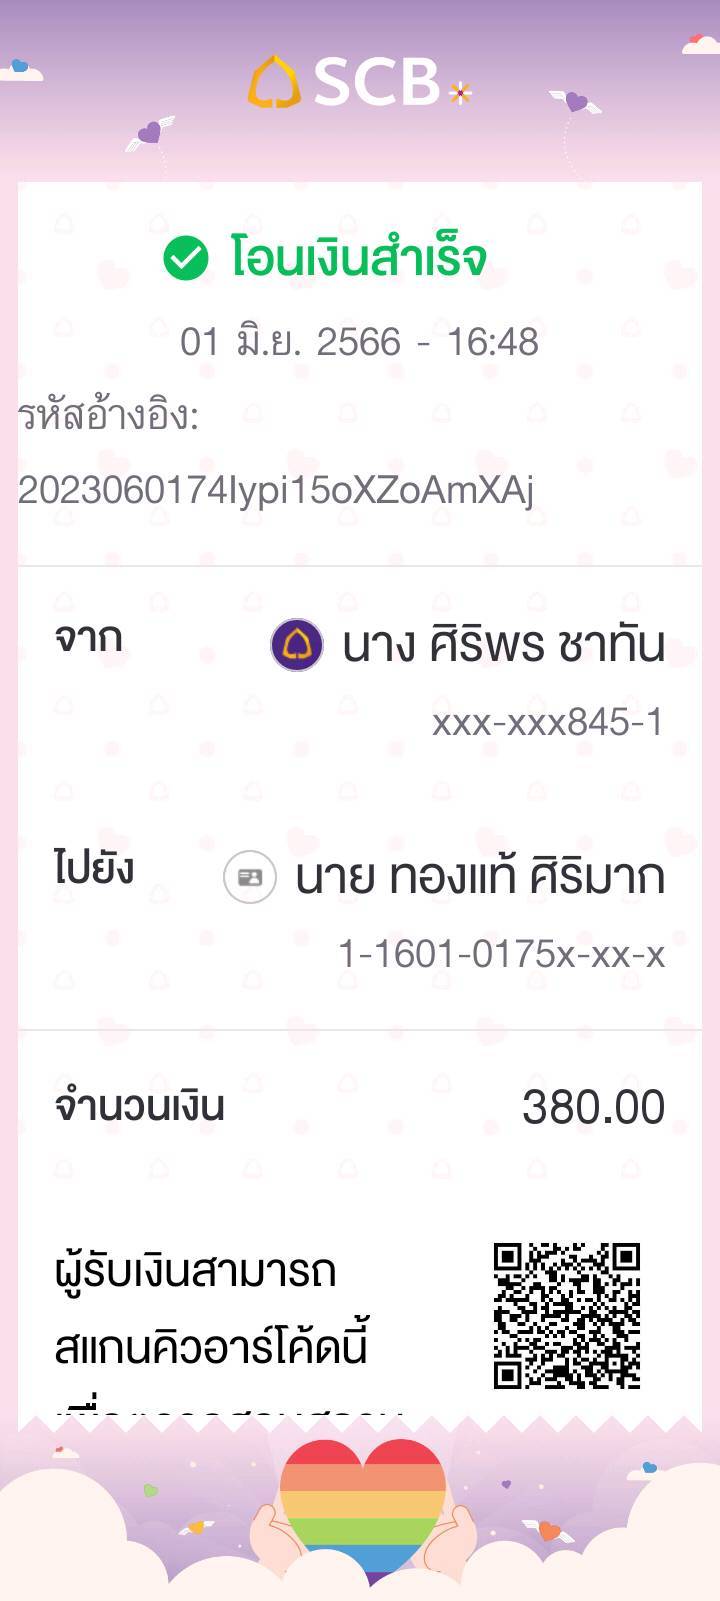 SCB
โอนเงินสำเร็จ
01 มิ.ย. 2566 - 16:48
รหัสอ้างอิง:
2023060174Iypi15oXZoAmXAj
จาก
นาง ศิริพร ชาทัน
xxx-xxx845-1
ไปยัง
นาย ทองแท้ ศิริมาก
1-1601-0175x-xx-x
จำนวนเงิน
380.00
ผู้รับเงินสามารถ
สแกนคิวอาร์โค้ดนี้